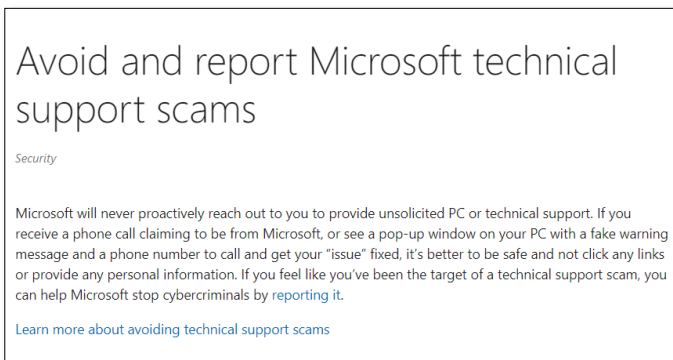 Avoid and report Microsoft technical
support scams
Security
Microsoft will never proactively reach out to you to provide unsolicited PC or technical support. If you
receive a phone call claiming to be from Microsoft, or see a pop-up window on your PC with a fake warning
message and a phone number to call and get your “issue” fixed, it’s better to be safe and not click any links
or provide any personal information. If you feel like you’ve been the target of a technical support scam, you
can help Microsoft stop cybercriminals by reporting it.
Learn more about avoiding technical support scams